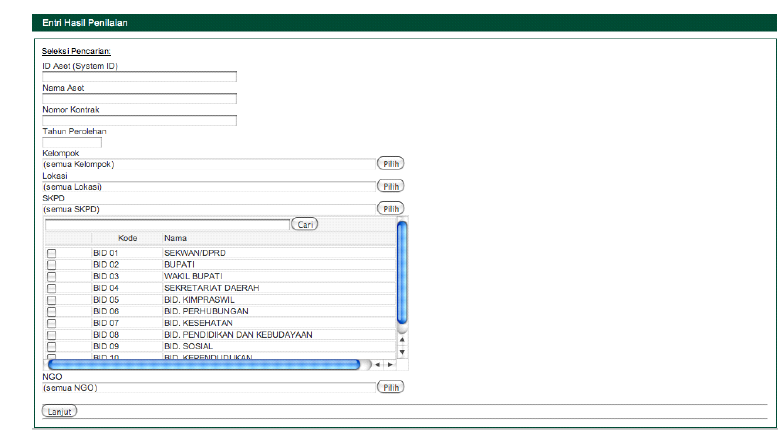 Entri Hasil Penilaian
Seleksi Pencarian:
ID Aset (System ID)
Nama Aset
Nomor Kontrak
Tahun Perolehan
Kelompok
(semua Kelompok) Pilih
Lokasi
(semua Lokasi) Pilih
SKPD
(semua SKPD) Pilih
Cari
Kode Nama
BID 01 SEKWAN/DPRD
BID 02 BUPATI
BID 03 WAKIL BUPATI
BID 04 SEKRETARIAT DAERAH
BID 05 BID. KIMPRASWIL
BID 06 BID. PERHUBUNGAN
BID 07 BID. KESEHATAN
BID 08 BID. PENDIDIKAN DAN KEBUDAYAAN
BID 09 BID. SOSIAL
BID 10 BID. KEPENDUDUKAN
NGO
(semua NGO) Pilih
Lanjut